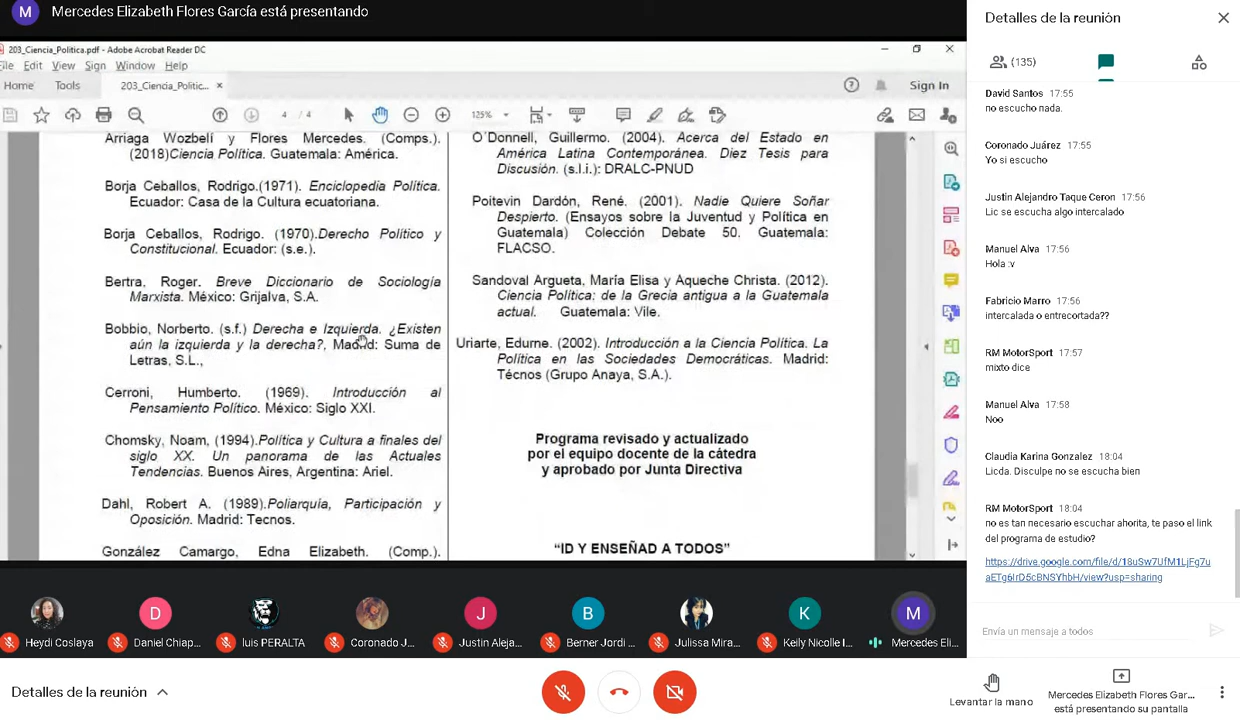 M
Mercedes Elizabeth Flores García está presentando
203_Ciencia_Politica.pdf - Adobe Acrobat Reader DC
File Edit View Sign Window Help
Home Tools 203_Ciencia_Politic... ×
Sign In
4 / 4
125%
Arriaga Wozbelí y Flores Mercedes. (Comps.).
(2018)Ciencia Política. Guatemala: América.
Borja Ceballos, Rodrigo.(1971). Enciclopedia Política.
Ecuador: Casa de la Cultura ecuatoriana.
Borja Ceballos, Rodrigo. (1970).Derecho Político y
Constitucional. Ecuador: (s.e.).
Bertra, Roger. Breve Diccionario de Sociología
Marxista. México: Grijalva, S.A.
Bobbio, Norberto. (s.f.) Derecha e Izquierda. ¿Existen
aún la izquierda y la derecha?, Madrid: Suma de
Letras, S.L.,
Cerroni, Humberto. (1969). Introducción al
Pensamiento Político. México: Siglo XXI.
Chomsky, Noam, (1994).Política y Cultura a finales del
siglo XX. Un panorama de las Actuales
Tendencias. Buenos Aires, Argentina: Ariel.
Dahl, Robert A. (1989).Poliarquía, Participación y
Oposición. Madrid: Tecnos.
González Camargo, Edna Elizabeth. (Comp.).
O´Donnell, Guillermo. (2004). Acerca del Estado en
América Latina Contemporánea. Diez Tesis para
Discusión. (s.l.i.): DRALC-PNUD
Poitevin Dardón, René. (2001). Nadie Quiere Soñar
Despierto. (Ensayos sobre la Juventud y Política en
Guatemala) Colección Debate 50. Guatemala:
FLACSO.
Sandoval Argueta, María Elisa y Aqueche Christa. (2012).
Ciencia Política: de la Grecia antigua a la Guatemala
actual. Guatemala: Vile.
Uriarte, Edurne. (2002). Introducción a la Ciencia Política. La
Política en las Sociedades Democráticas. Madrid:
Técnos (Grupo Anaya, S.A.).
Programa revisado y actualizado
por el equipo docente de la cátedra
y aprobado por Junta Directiva
“ID Y ENSEÑAD A TODOS”
D
J
B
K
M
Heydi Coslaya
Daniel Chiap...
luis PERALTA
Coronado J...
Justin Aleja...
Berner Jordi ...
Julissa Mira...
Keily Nicolle l...
Mercedes Eli...
Detalles de la reunión
(135)
David Santos 17:55
no escucho nada.
Coronado Juárez 17:55
Yo si escucho
Justin Alejandro Taque Ceron 17:56
Lic se escucha algo intercalado
Manuel Alva 17:56
Hola :v
Fabricio Marro 17:56
intercalada o entrecortada??
RM MotorSport 17:57
mixto dice
Manuel Alva 17:58
Noo
Claudia Karina Gonzalez 18:04
Licda. Disculpe no se escucha bien
RM MotorSport 18:04
no es tan necesario escuchar ahorita, te paso el link
del programa de estudio?
https://drive.google.com/file/d/18uSw7UfM1LjFg7u
aETg6IrD5cBNSYhbH/view?usp=sharing
Envía un mensaje a todos
Detalles de la reunión
Levantar la mano
Mercedes Elizabeth Flores Gar...
está presentando su pantalla